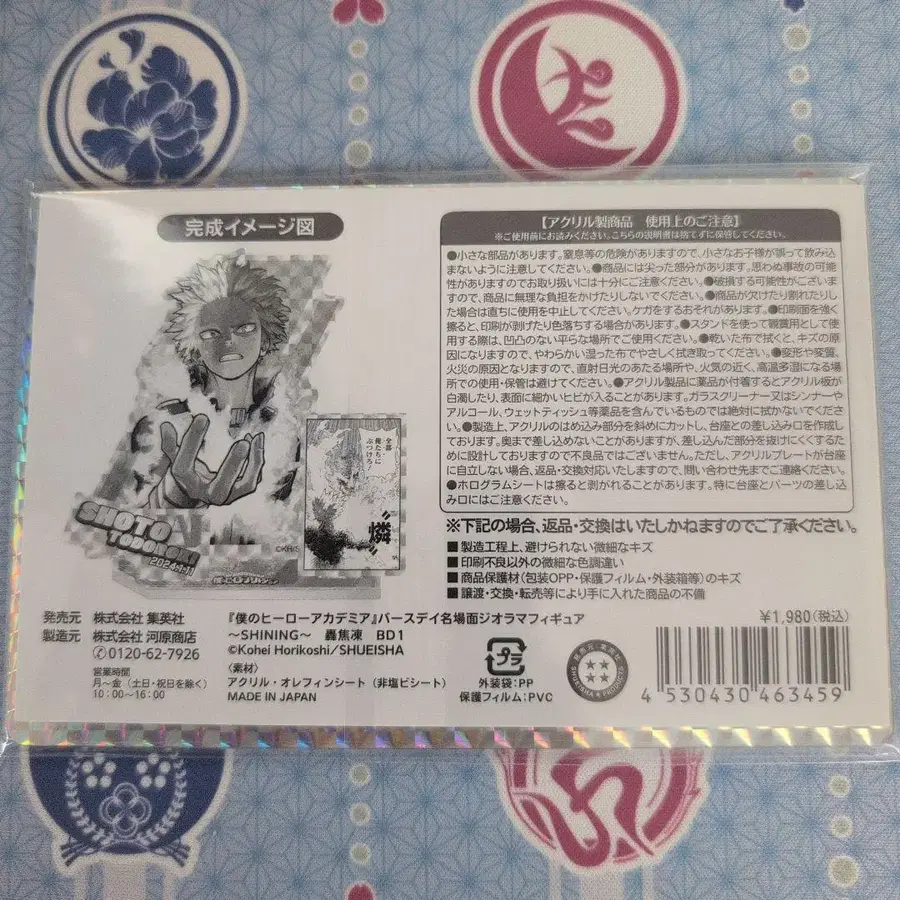 完成イメージ図
全部
俺たちに
ぶつけろ
燐
SHOTO
TODOROKI
2024.1.11
【アクリル製商品 使用上のご注意】
※ご使用前にお読みください。こちらの説明書は捨てずに保管してください。
●小さな部品があります。窒息等の危険がありますので、小さなお子様が誤って飲み込
まないように注意してください。●商品には尖った部分があります。思わぬ事故の可能
性がありますのでお取り扱いには十分にご注意ください。●破損する可能性がございま
すので、商品に無理な負担をかけたりしないでください。●商品が欠けたり割れたりし
た場合は直ちに使用を中止してください。ケガをするおそれがあります。●印刷面を強く
擦ると、印刷が剥げたり色落ちする場合があります。●スタンドを使って観賞用として使
用する際は、凹凸のない平らな場所でご使用ください。●乾いた布で拭くと、キズの原
因になりますので、やわらかい湿った布でやさしく拭き取ってください。●変形や変質、
火災の原因となりますので、直射日光のあたる場所や、火気の近く、高温多湿になる場
所での使用・保管は避けてください。●アクリル製品に薬品が付着するとアクリル板が
白濁したり、表面に細かいヒビが入ることがあります。ガラスクリーナー又はシンナーや
アルコール、ウェットティッシュ等薬品を含んでいるものでは絶対に拭かないでくださ
い。●製造上、アクリルのはめ込み部分を斜めにカットし、台座との差し込み口を作成し
ております。奥まで差し込めないことがありますが、差し込んだ部分を抜けにくくするた
めに設計しておりますので不良品ではございません。ただし、アクリルプレートが台座
に自立しない場合、返品・交換対応いたしますので、問い合わせ先までご連絡ください。
●ホログラムシートは擦ると剥がれることがあります。特に台座とパーツの差し込
み口にはご注意ください。
※下記の場合、返品・交換はいたしかねますのでご了承ください。
■製造工程上、避けられない微細なキズ
■印刷不良以外の微細な色調違い
■商品保護材(包装OPP・保護フィルム・外装箱等)のキズ
■譲渡・交換・転売等により手に入れた商品の不備
発売元 株式会社 集英社
製造元 株式会社 河原商店
0120-62-7926
営業時間
月～金(土日・祝日を除く)
10:00～16:00
『僕のヒーローアカデミア』バースデイ名場面ジオラマフィギュア
～SHINING～ 轟焦凍 BD1
©Kohei Horikoshi/SHUEISHA
〈素材〉
アクリル・オレフィンシート(非塩ビシート)
MADE IN JAPAN
プラ
外装袋:PP
保護フィルム:PVC
¥1,980(税込)
4 530430 463459